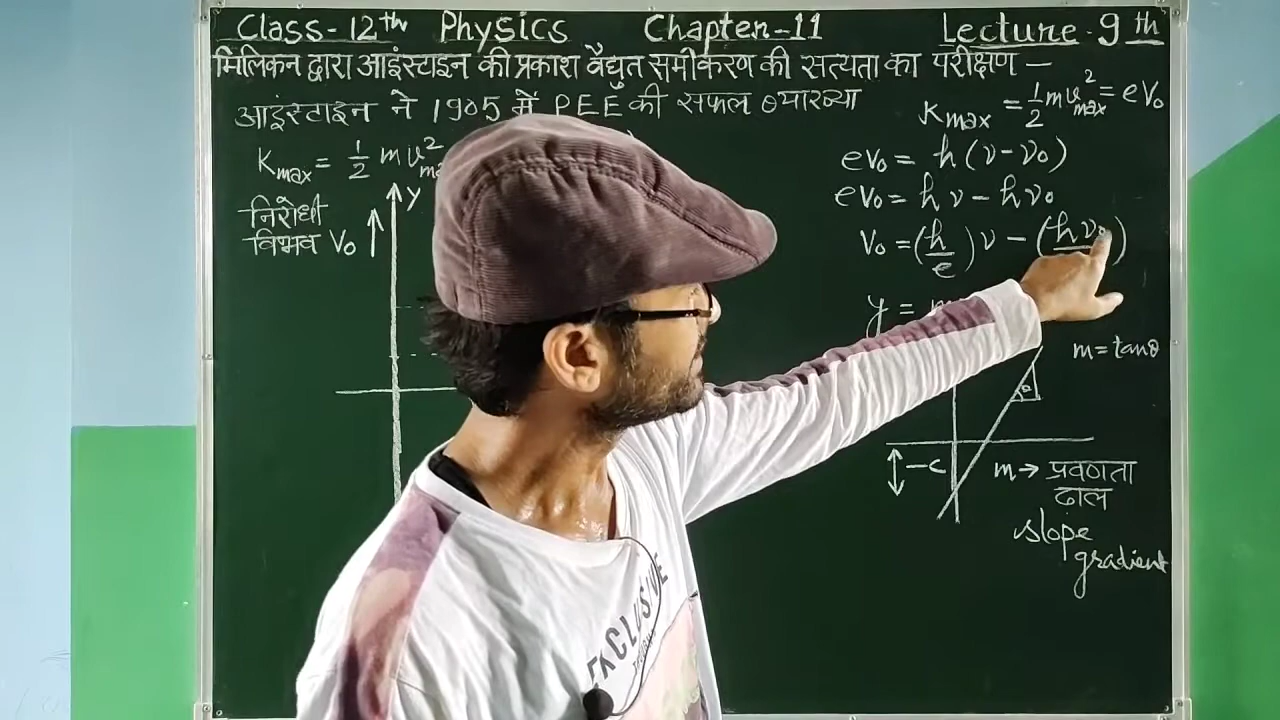 Class-12th Physics Chapter-11 Lecture-9th
मिलिकन द्वारा आइंस्टाइन की प्रकाश वैद्युत समीकरण की सत्यता का परीक्षण —
आइंस्टाइन ने 1905 में PEE की सफल व्याख्या
Kmax = ½ m v²max = eV₀
Kmax = ½ m v²
eV₀ = h(ν-ν₀)
eV₀ = hν - hν₀
निरोधी
विभव V₀
Y
V₀ = (h/e)ν - (hν₀
y =
m = tanθ
θ
-c
m → प्रवणता
ढाल
slope
gradient
EXCLUSIVE